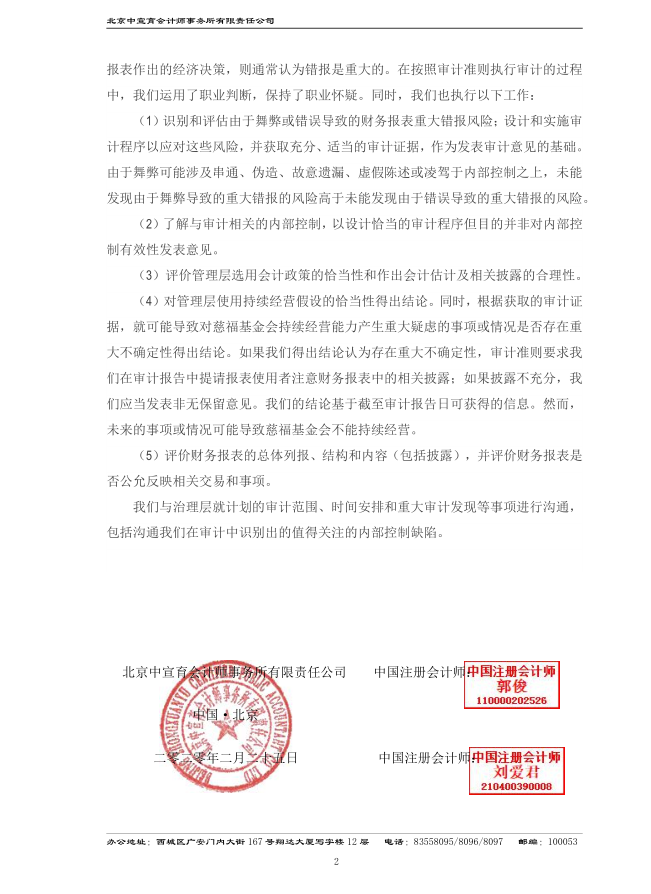 北京中宣育会计师事务所有限责任公司
报表作出的经济决策，则通常认为错报是重大的。在按照审计准则执行审计的过程
中，我们运用了职业判断，保持了职业怀疑。同时，我们也执行以下工作：
（1）识别和评估由于舞弊或错误导致的财务报表重大错报风险；设计和实施审
计程序以应对这些风险，并获取充分、适当的审计证据，作为发表审计意见的基础。
由于舞弊可能涉及串通、伪造、故意遗漏、虚假陈述或凌驾于内部控制之上，未能
发现由于舞弊导致的重大错报的风险高于未能发现由于错误导致的重大错报的风险。
（2）了解与审计相关的内部控制，以设计恰当的审计程序但目的并非对内部控
制有效性发表意见。
（3）评价管理层选用会计政策的恰当性和作出会计估计及相关披露的合理性。
（4）对管理层使用持续经营假设的恰当性得出结论。同时，根据获取的审计证
据，就可能导致对慈福基金会持续经营能力产生重大疑虑的事项或情况是否存在重
大不确定性得出结论。如果我们得出结论认为存在重大不确定性，审计准则要求我
们在审计报告中提请报表使用者注意财务报表中的相关披露；如果披露不充分，我
们应当发表非无保留意见。我们的结论基于截至审计报告日可获得的信息。然而，
未来的事项或情况可能导致慈福基金会不能持续经营。
（5）评价财务报表的总体列报、结构和内容（包括披露），并评价财务报表是
否公允反映相关交易和事项。
我们与治理层就计划的审计范围、时间安排和重大审计发现等事项进行沟通，
包括沟通我们在审计中识别出的值得关注的内部控制缺陷。
北京中宣育会计师事务所有限责任公司 中国注册会计师：
中国注册会计师
郭俊
110000202526
中国·北京
二零二零年二月二十五日 中国注册会计师：
中国注册会计师
刘爱君
210400390008
办公地址：西城区广安门内大街 167 号翔达大厦写字楼 12 层 电话：83558095/8096/8097 邮编：100053
2